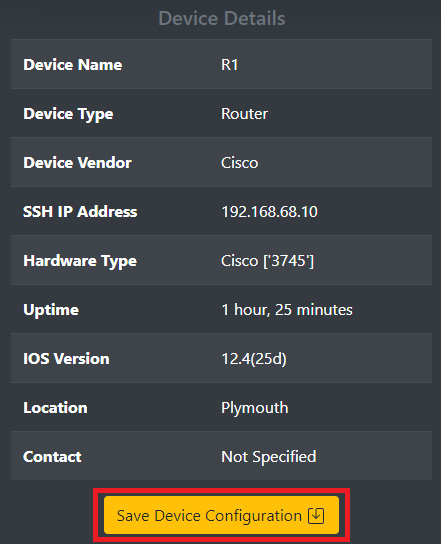 Device Details
Device Name R1
Device Type Router
Device Vendor Cisco
SSH IP Address 192.168.68.10
Hardware Type Cisco ['3745']
Uptime 1 hour, 25 minutes
IOS Version 12.4(25d)
Location Plymouth
Contact Not Specified
Save Device Configuration